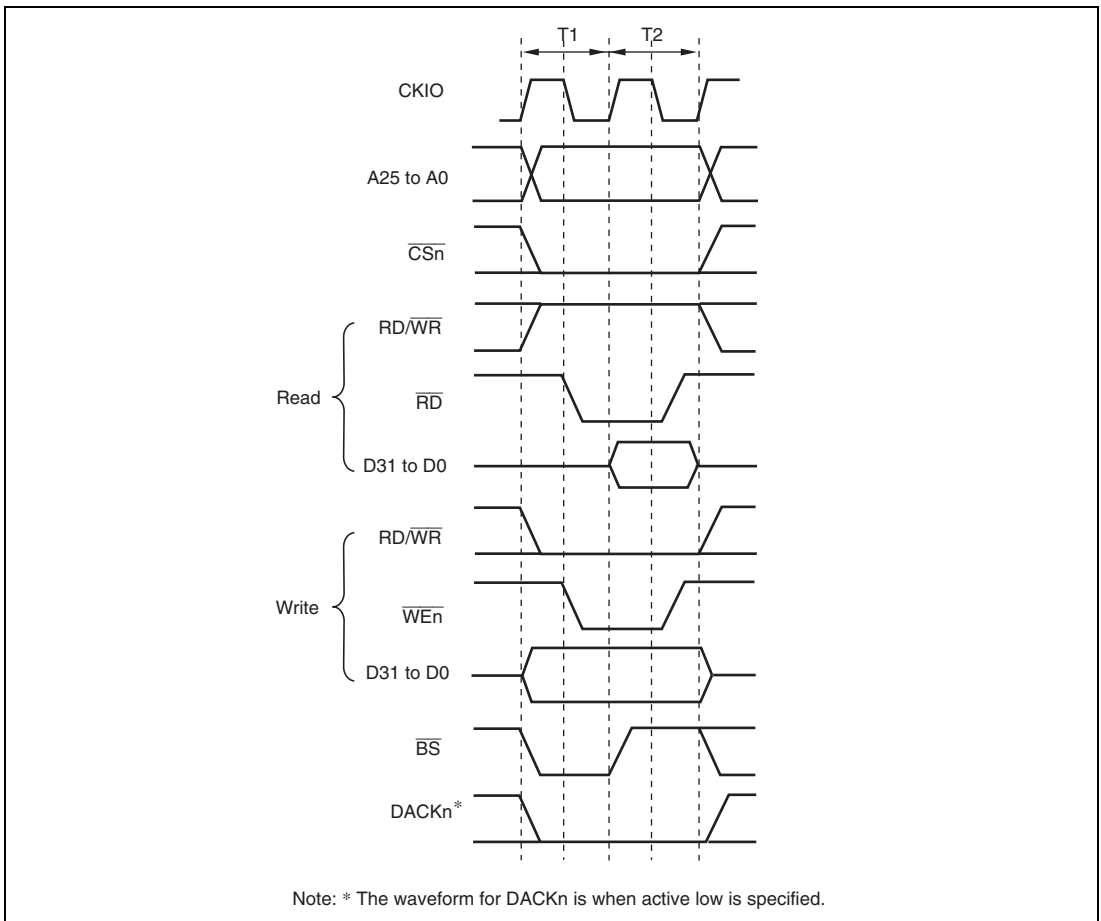 T1 T2
CKIO
A25 to A0
CSn
RD/WR
Read
RD
D31 to D0
RD/WR
Write
WEn
D31 to D0
BS
DACKn*
Note: * The waveform for DACKn is when active low is specified.